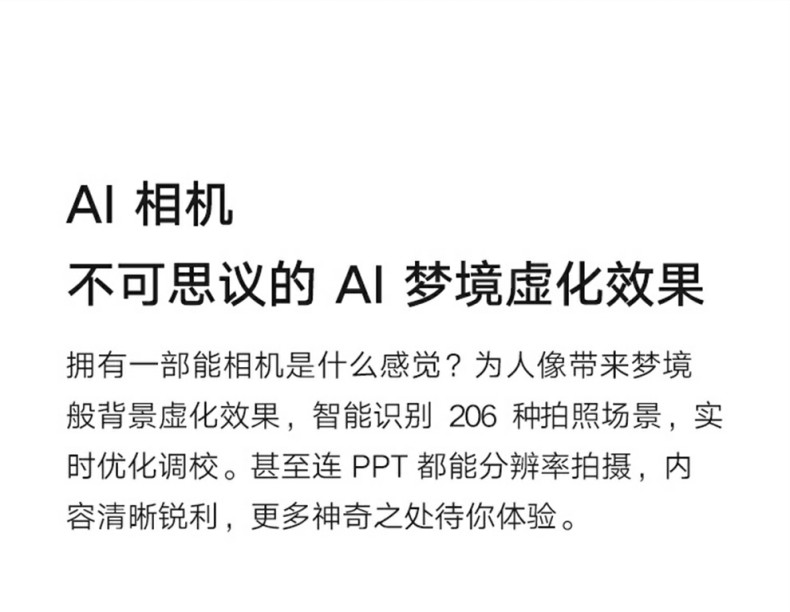 AI 相机
不可思议的 AI 梦境虚化效果
拥有一部能相机是什么感觉？为人像带来梦境
般背景虚化效果，智能识别 206 种拍照场景，实
时优化调校。甚至连 PPT 都能分辨率拍摄，内
容清晰锐利，更多神奇之处待你体验。